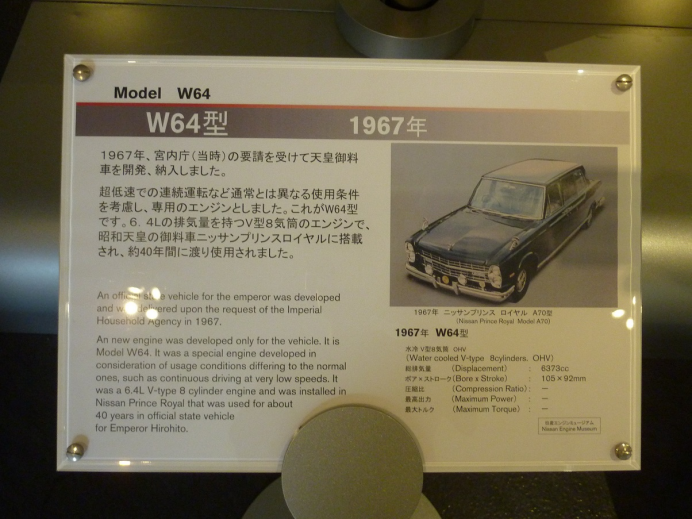 Model W64
W64型 1967年
1967年、宮内庁(当時)の要請を受けて天皇御料
車を開発、納入しました。
超低速での連続運転など通常とは異なる使用条件
を考慮し、専用のエンジンとしました。これがW64型
です。6.4Lの排気量を持つV型8気筒のエンジンで、
昭和天皇の御料車ニッサンプリンスロイヤルに搭載
され、約40年間に渡り使用されました。
An official state vehicle for the emperor was developed
and was delivered upon the request of the Imperial
Household Agency in 1967.
An new engine was developed only for the vehicle. It is
Model W64. It was a special engine developed in
consideration of usage conditions differing to the normal
ones, such as continuous driving at very low speeds. It
was a 6.4L V-type 8 cylinder engine and was installed in
Nissan Prince Royal that was used for about
40 years in official state vehicle
for Emperor Hirohito.
1967年 ニッサンプリンス ロイヤル A70型
(Nissan Prince Royal Model A70)
1967年 W64型
水冷 V型8気筒 OHV
(Water cooled V-type 8cylinders. OHV)
総排気量 (Displacement) : 6373cc
ボア×ストローク(Bore x Stroke) : 105×92mm
圧縮比 (Compression Ratio) : −
最高出力 (Maximum Power) : −
最大トルク (Maximum Torque) : −
日産エンジンミュージアム
Nissan Engine Museum